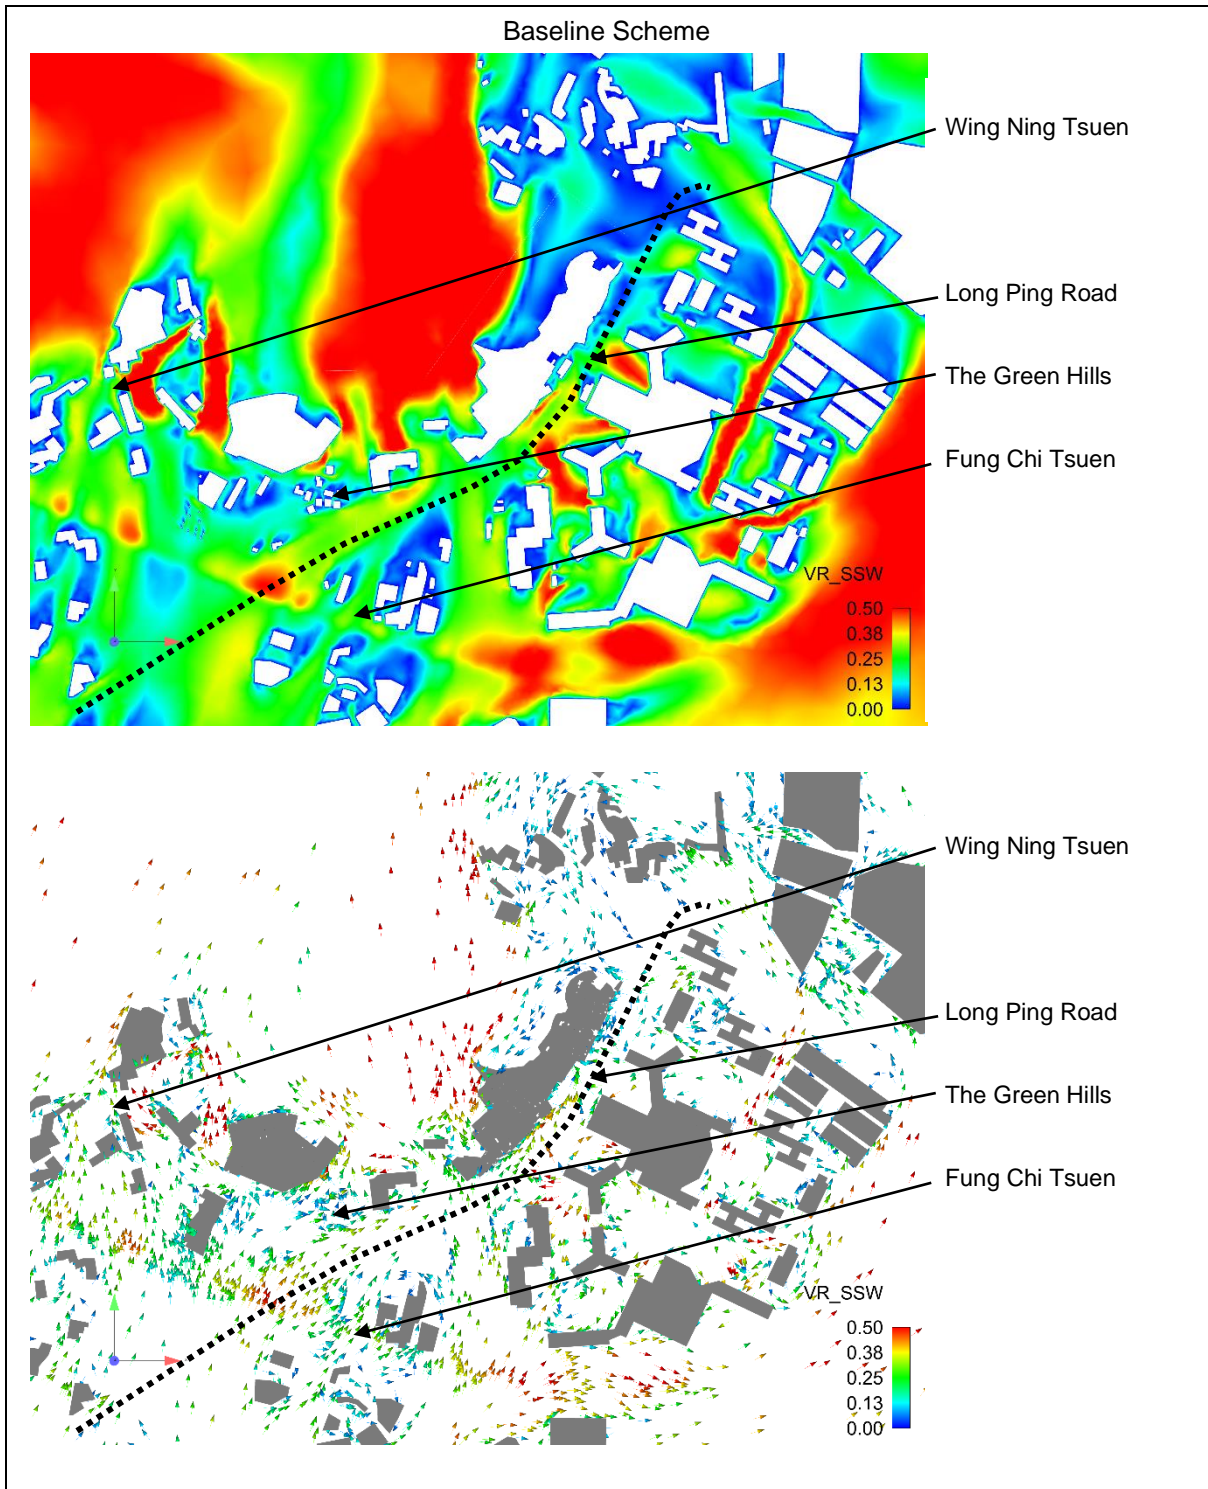 Baseline Scheme
Wing Ning Tsuen
Long Ping Road
The Green Hills
Fung Chi Tsuen
VR_SSW
0.50
0.38
0.25
0.13
0.00
Wing Ning Tsuen
Long Ping Road
The Green Hills
Fung Chi Tsuen
VR_SSW
0.50
0.38
0.25
0.13
0.00